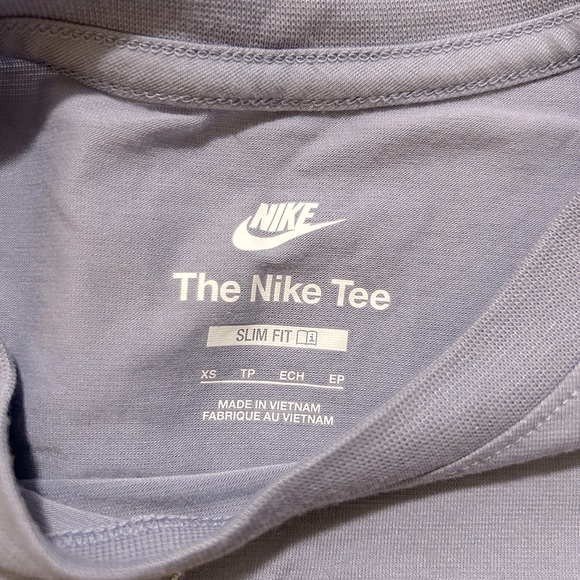 NIKE
The Nike Tee
SLIM FIT
XS TP ECH EP
MADE IN VIETNAM
FABRIQUE AU VIETNAM